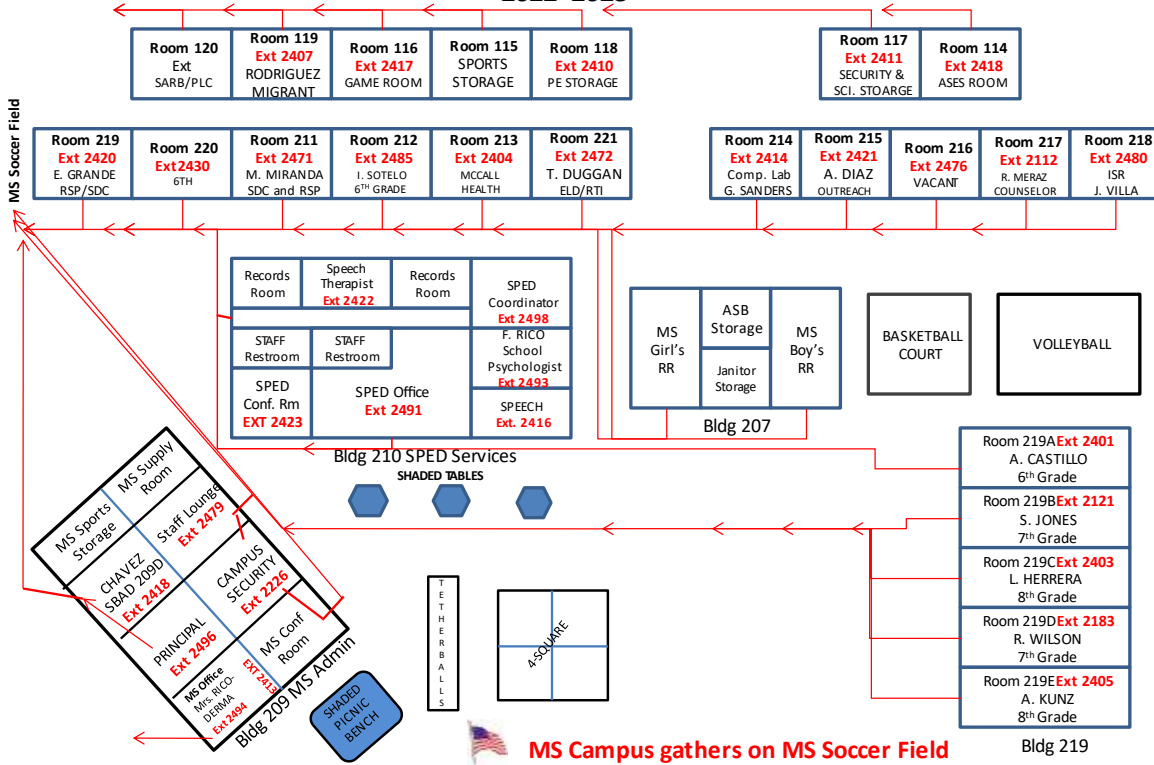 2022-2023
Room 120
Ext
SARB/PLC
Room 119
Ext 2407
RODRIGUEZ
MIGRANT
Room 116
Ext 2417
GAME ROOM
Room 115
SPORTS
STORAGE
Room 118
Ext 2410
PE STORAGE
Room 117
Ext 2411
SECURITY &
SCI. STOARGE
Room 114
Ext 2418
ASES ROOM
MS Soccer Field
Room 219
Ext 2420
E. GRANDE
RSP/SDC
Room 220
Ext2430
6TH
Room 211
Ext 2471
M. MIRANDA
SDC and RSP
Room 212
Ext 2485
I. SOTELO
6TH GRADE
Room 213
Ext 2404
MCCALL
HEALTH
Room 221
Ext 2472
T. DUGGAN
ELD/RTI
Room 214
Ext 2414
Comp. Lab
G. SANDERS
Room 215
Ext 2421
A. DIAZ
OUTREACH
Room 216
Ext 2476
VACANT
Room 217
Ext 2112
R. MERAZ
COUNSELOR
Room 218
Ext 2480
ISR
J. VILLA
Records
Room
Speech
Therapist
Ext 2422
Records
Room
SPED
Coordinator
Ext 2498
STAFF
Restroom
STAFF
Restroom
F. RICO
School
Psychologist
Ext 2493
SPED
Conf. Rm
EXT 2423
SPED Office
Ext 2491
SPEECH
Ext. 2416
Bldg 210 SPED Services
MS
Girl's
RR
ASB
Storage
Janitor
Storage
MS
Boy's
RR
Bldg 207
BASKETBALL
COURT
VOLLEYBALL
SHADED TABLES
Room 219A Ext 2401
A. CASTILLO
6th Grade
Room 219B Ext 2121
S. JONES
7th Grade
Room 219C Ext 2403
L. HERRERA
8th Grade
Room 219D Ext 2183
R. WILSON
7th Grade
Room 219E Ext 2405
A. KUNZ
8th Grade
Bldg 219
MS Sports
Storage
MS Supply
Room
CHAVEZ
SBAD 209D
Ext 2418
Staff Lounge
Ext 2479
PRINCIPAL
Ext 2496
CAMPUS
SECURITY
Ext 2226
MS Office
Mrs. RICO-
DERMA
Ext 2494
EXT 2413
MS Conf
Room
Bldg 209 MS Admin
SHADED
PICNIC
BENCH
TETHERBALLS
4-SQUARE
MS Campus gathers on MS Soccer Field